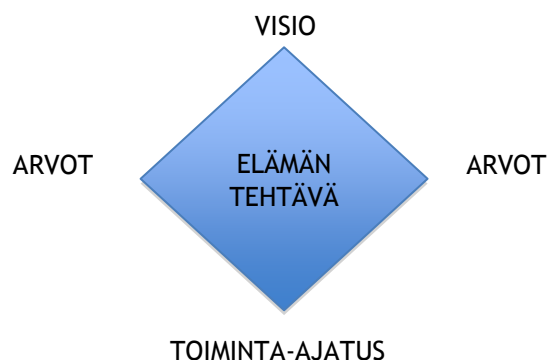 VISIO
ARVOT
ELÄMÄN
TEHTÄVÄ
ARVOT
TOIMINTA-AJATUS